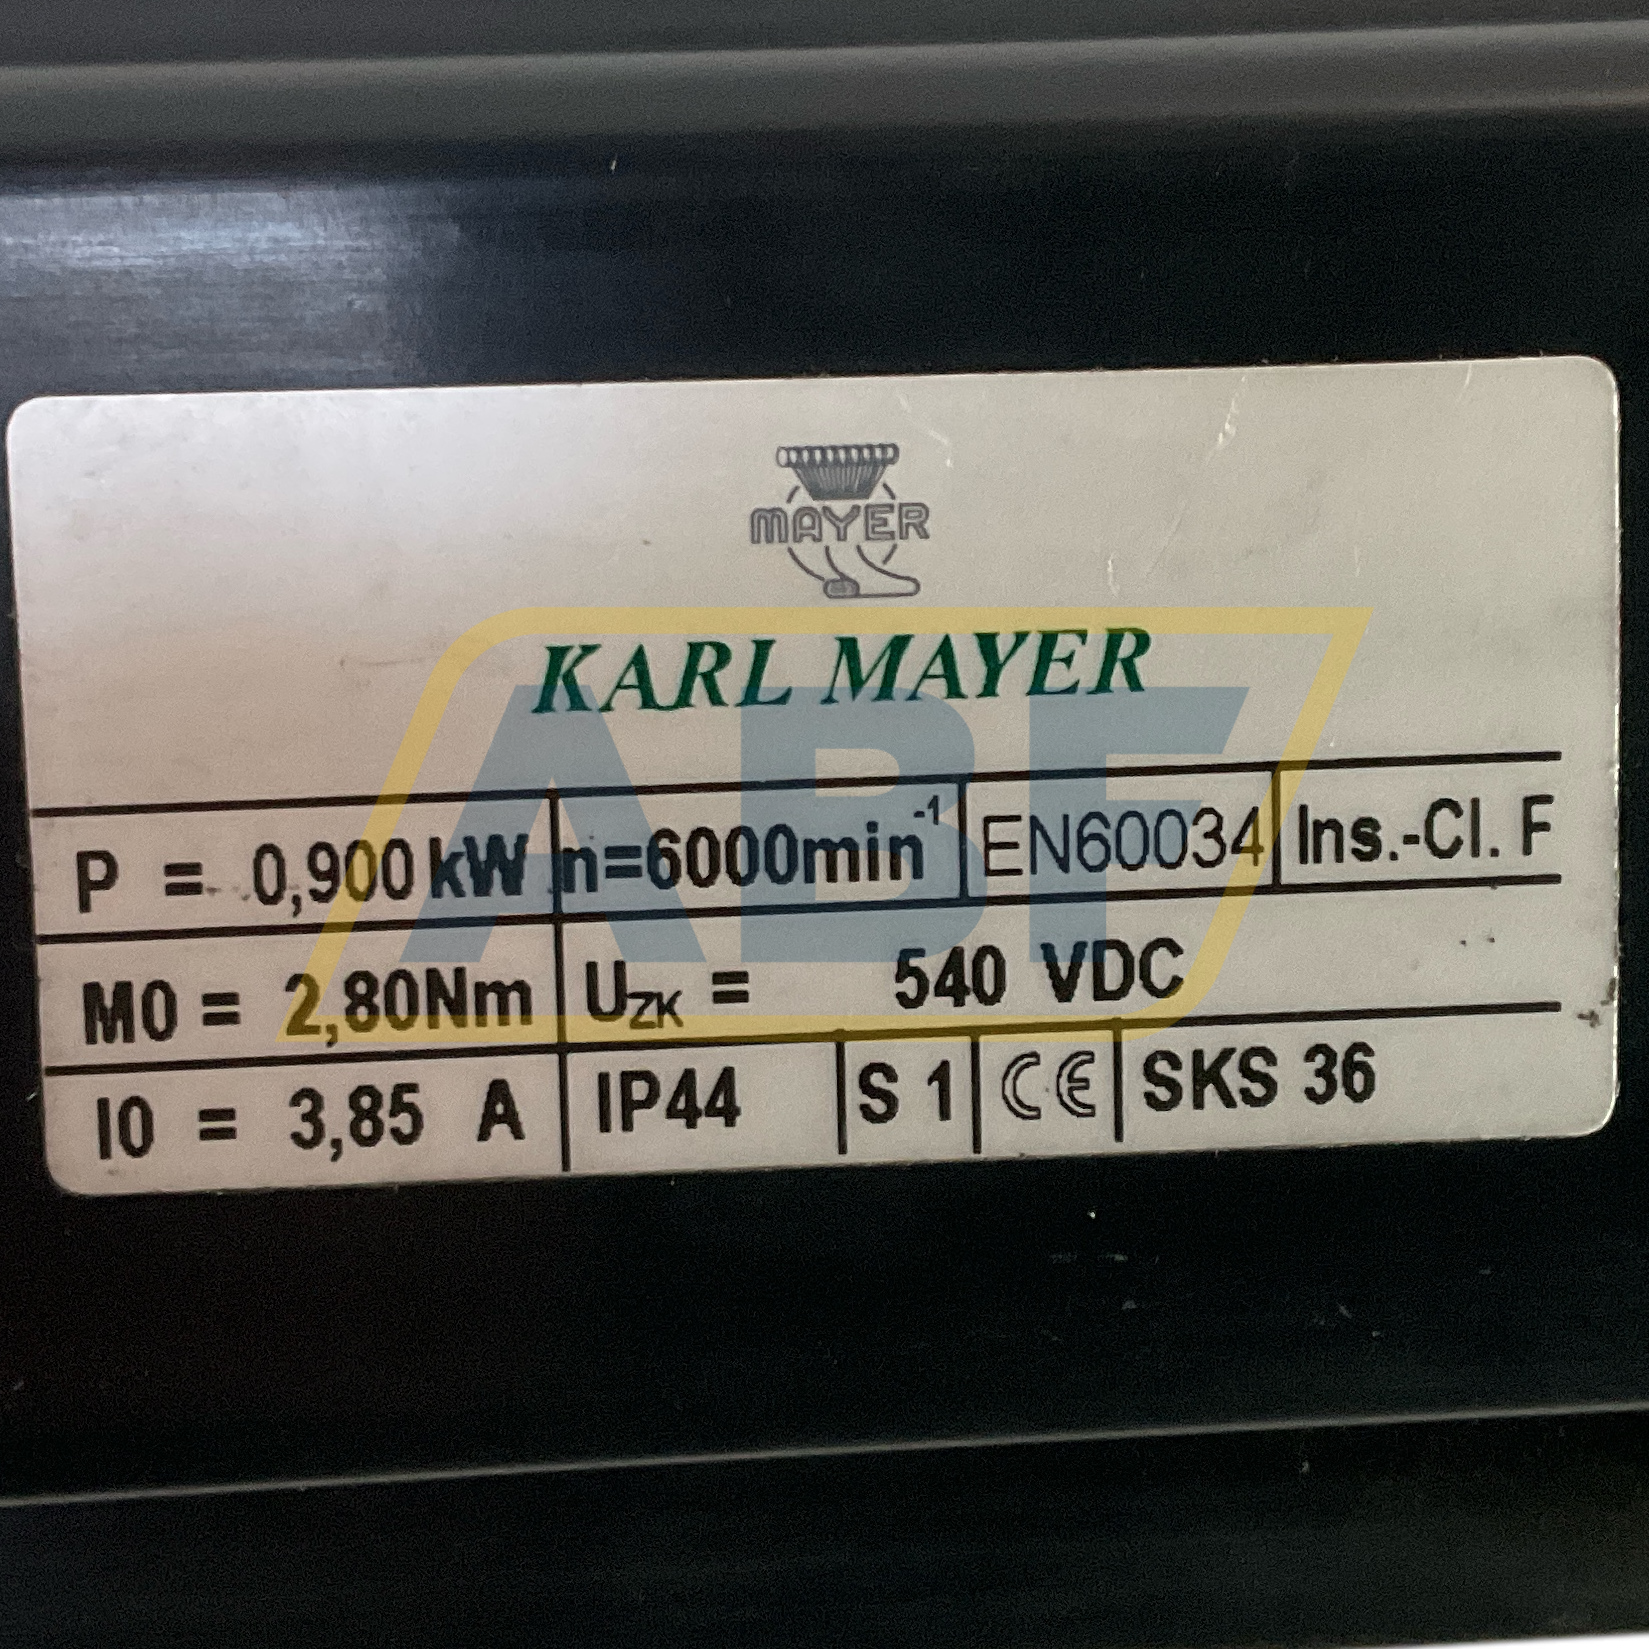 MAYER
KARL MAYER
P = 0,900 kW n=6000min⁻¹ EN60034 Ins.-Cl. F
M0 = 2,80Nm UZK = 540 VDC
I0 = 3,85 A IP44 S 1 CE SKS 36
ABF